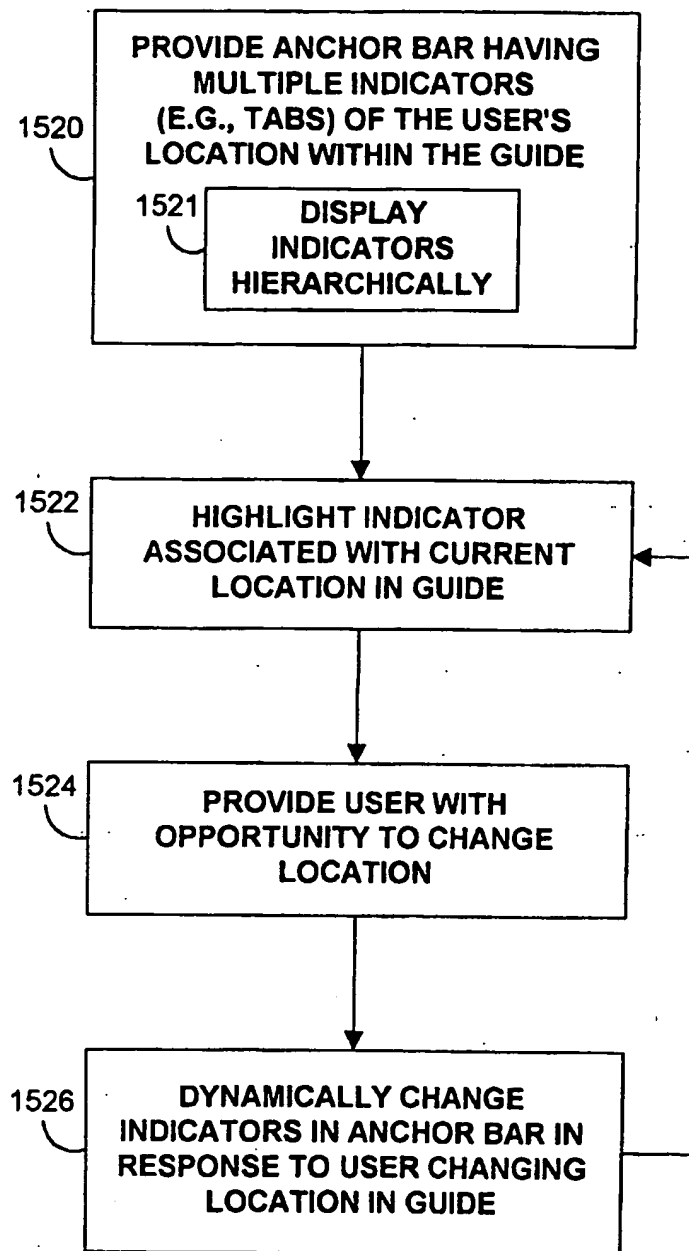 PROVIDE ANCHOR BAR HAVING
MULTIPLE INDICATORS
(E.G., TABS) OF THE USER'S
LOCATION WITHIN THE GUIDE
1520
1521
DISPLAY
INDICATORS
HIERARCHICALLY
1522
HIGHLIGHT INDICATOR
ASSOCIATED WITH CURRENT
LOCATION IN GUIDE
1524
PROVIDE USER WITH
OPPORTUNITY TO CHANGE
LOCATION
1526
DYNAMICALLY CHANGE
INDICATORS IN ANCHOR BAR IN
RESPONSE TO USER CHANGING
LOCATION IN GUIDE